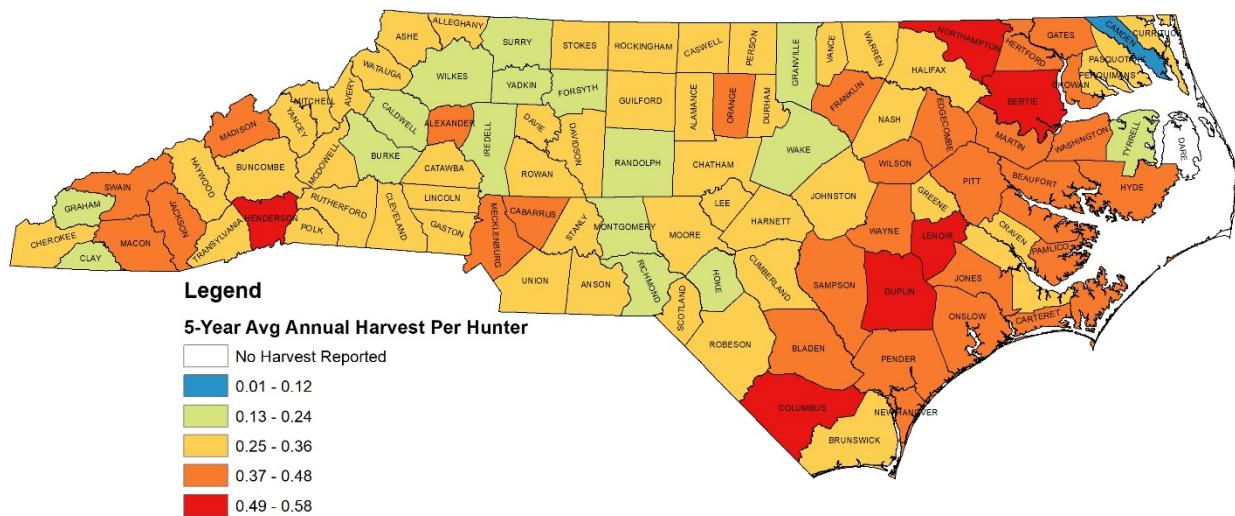 ALLEGHANY
ASHE
SURRY
STOKES
ROCKINGHAM
CASWELL
PERSON
GRANVILLE
VANCE
WARREN
NORTHAMPTON
HERTFORD
GATES
CAMDEN
CURRITUCK
PASQUOTANK
PERQUIMANS
CHOWAN
WATAUGA
WILKES
YADKIN
FORSYTH
GUILFORD
ALAMANCE
ORANGE
DURHAM
FRANKLIN
HALIFAX
BERTIE
MITCHELL
AVERY
YANCEY
CALDWELL
ALEXANDER
IREDELL
DAVIE
DAVIDSON
RANDOLPH
CHATHAM
WAKE
NASH
EDGECOMBE
MARTIN
WASHINGTON
TYRRELL
DARE
MADISON
HAYWOOD
BUNCOMBE
MCDOWELL
BURKE
CATAWBA
ROWAN
WILSON
PITT
BEAUFORT
HYDE
SWAIN
GRAHAM
JACKSON
HENDERSON
RUTHERFORD
CLEVELAND
LINCOLN
GASTON
MECKLENBURG
CABARRUS
STANLY
MONTGOMERY
MOORE
LEE
HARNETT
JOHNSTON
WAYNE
GREENE
LENOIR
CRAVEN
PAMLICO
CHEROKEE
CLAY
MACON
TRANSYLVANIA
POLK
UNION
ANSON
RICHMOND
SCOTLAND
HOKE
CUMBERLAND
SAMPSON
DUPLIN
JONES
ONSLOW
CARTERET
ROBESON
BLADEN
PENDER
COLUMBUS
NEW HANOVER
BRUNSWICK
Legend
5-Year Avg Annual Harvest Per Hunter
No Harvest Reported
0.01 - 0.12
0.13 - 0.24
0.25 - 0.36
0.37 - 0.48
0.49 - 0.58